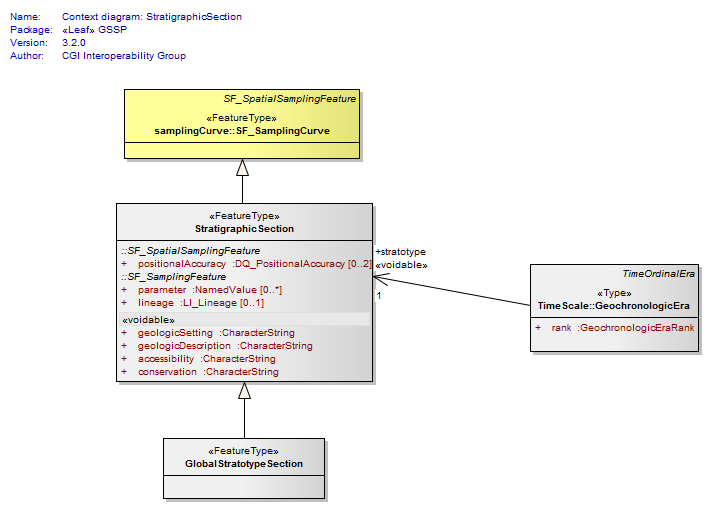 Name: Context diagram: StratigraphicSection
Package: «Leaf» GSSP
Version: 3.2.0
Author: CGI Interoperability Group
SF_SpatialSamplingFeature
«FeatureType»
samplingCurve::SF_SamplingCurve
«FeatureType»
StratigraphicSection
::SF_SpatialSamplingFeature
+ positionalAccuracy :DQ_PositionalAccuracy [0..2]
::SF_SamplingFeature
+ parameter :NamedValue [0..*]
+ lineage :LI_Lineage [0..1]
«voidable»
+ geologicSetting :CharacterString
+ geologicDescription :CharacterString
+ accessibility :CharacterString
+ conservation :CharacterString
+stratotype
«voidable»
1
TimeOrdinalEra
«Type»
TimeScale::GeochronologicEra
+ rank :GeochronologicEraRank
«FeatureType»
GlobalStratotypeSection